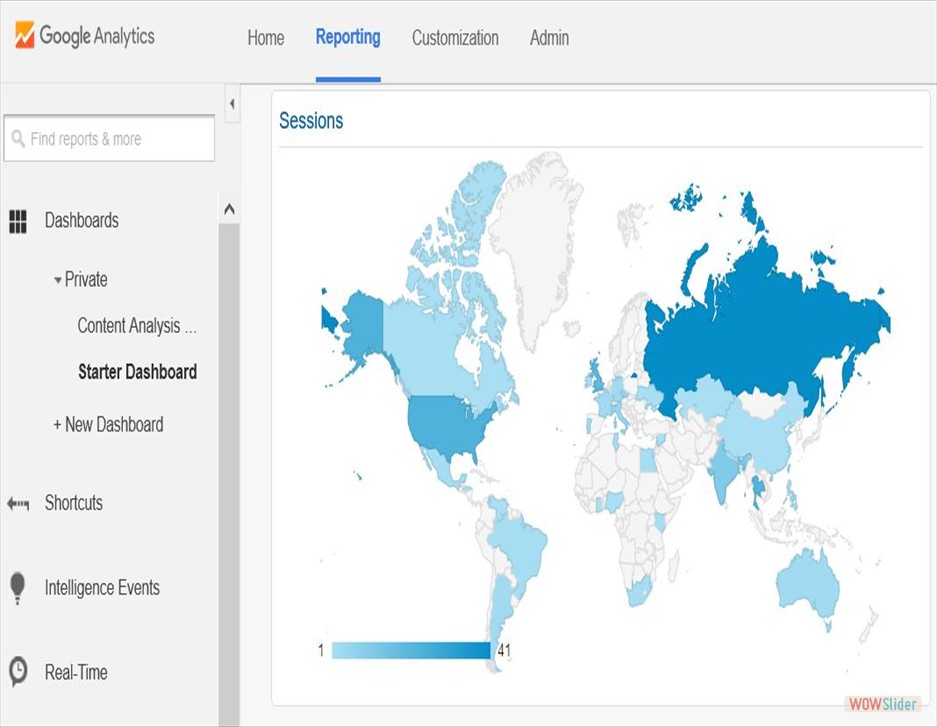 Google Analytics
Home Reporting Customization Admin
Find reports & more
Dashboards
Private
Content Analysis ...
Starter Dashboard
+ New Dashboard
Shortcuts
Intelligence Events
Real-Time
Sessions
1 41
WOWSlider